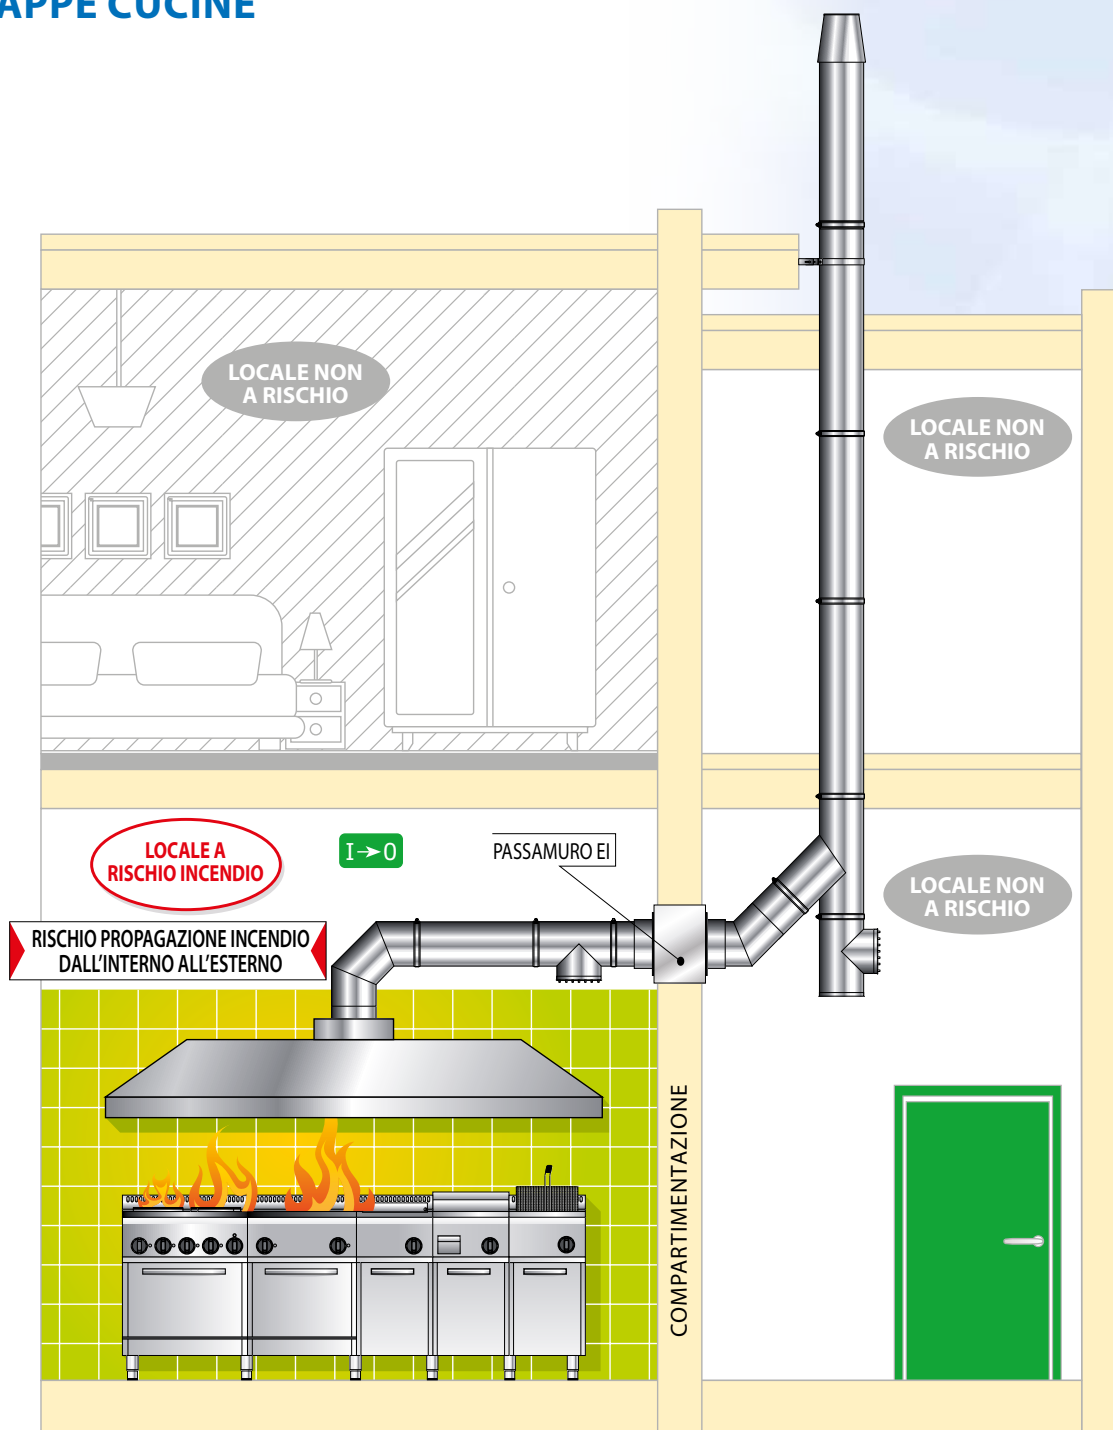 APPE CUCINE
LOCALE NON
A RISCHIO
LOCALE NON
A RISCHIO
LOCALE A
RISCHIO INCENDIO
I➔0
PASSAMURO EI
LOCALE NON
A RISCHIO
RISCHIO PROPAGAZIONE INCENDIO
DALL'INTERNO ALL'ESTERNO
COMPARTIMENTAZIONE